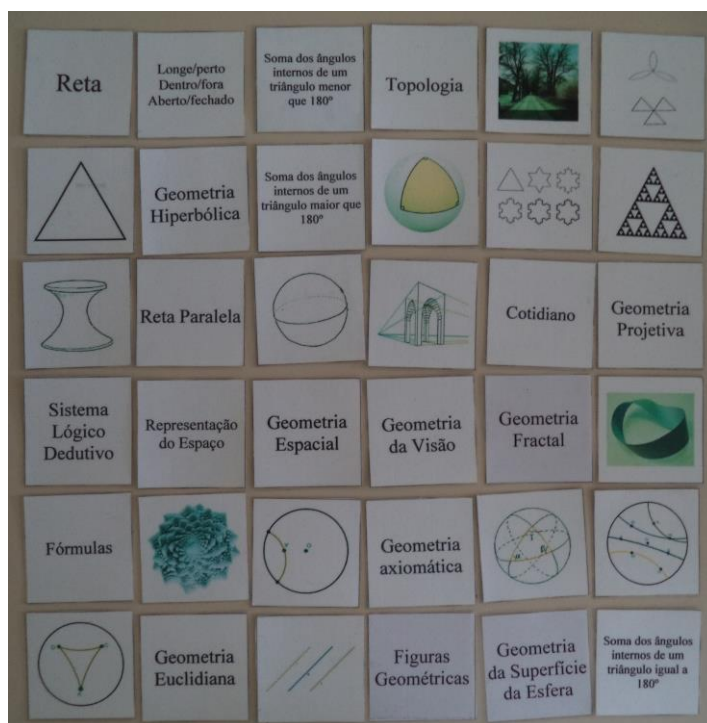 Reta
Longe/perto
Dentro/fora
Aberto/fechado
Soma dos ângulos
internos de um
triângulo menor
que 180º
Topologia
Geometria
Hiperbólica
Soma dos ângulos
internos de um
triângulo maior que
180º
Reta Paralela
Cotidiano
Geometria
Projetiva
Sistema
Lógico
Dedutivo
Representação
do Espaço
Geometria
Espacial
Geometria
da Visão
Geometria
Fractal
Fórmulas
Geometria
axiomática
Geometria
Euclidiana
Figuras
Geométricas
Geometria
da Superfície
da Esfera
Soma dos ângulos
internos de um
triângulo igual a
180º